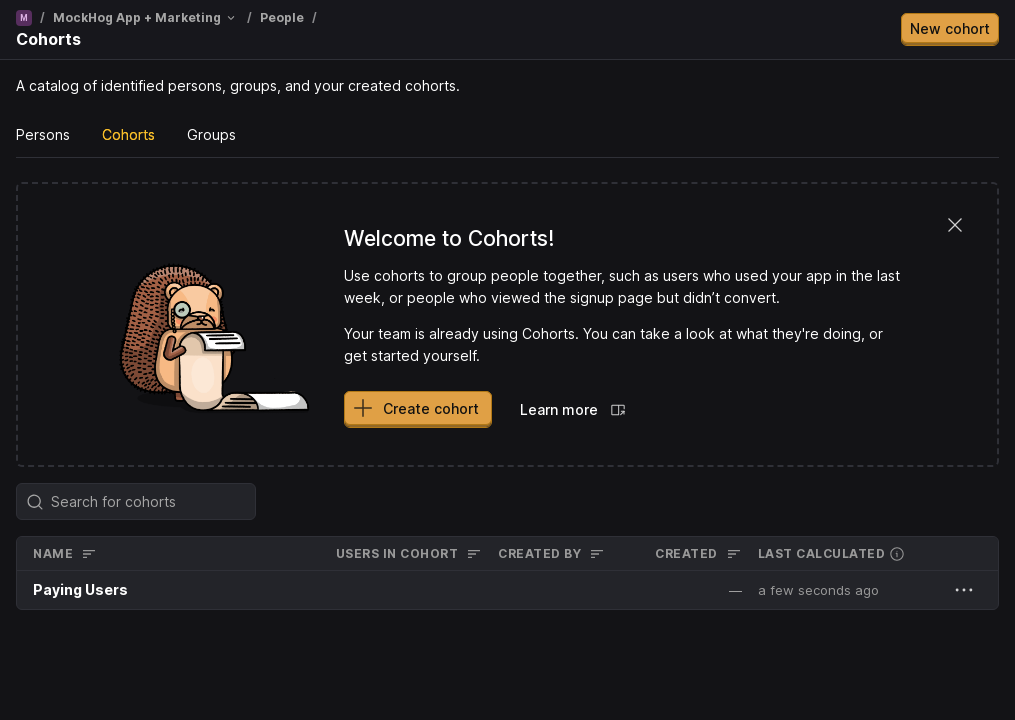 M / MockHog App + Marketing / People /
Cohorts
New cohort
A catalog of identified persons, groups, and your created cohorts.
Persons Cohorts Groups
Welcome to Cohorts!
Use cohorts to group people together, such as users who used your app in the last
week, or people who viewed the signup page but didn’t convert.
Your team is already using Cohorts. You can take a look at what they're doing, or
get started yourself.
Create cohort Learn more
Search for cohorts
NAME USERS IN COHORT CREATED BY CREATED LAST CALCULATED
Paying Users — a few seconds ago